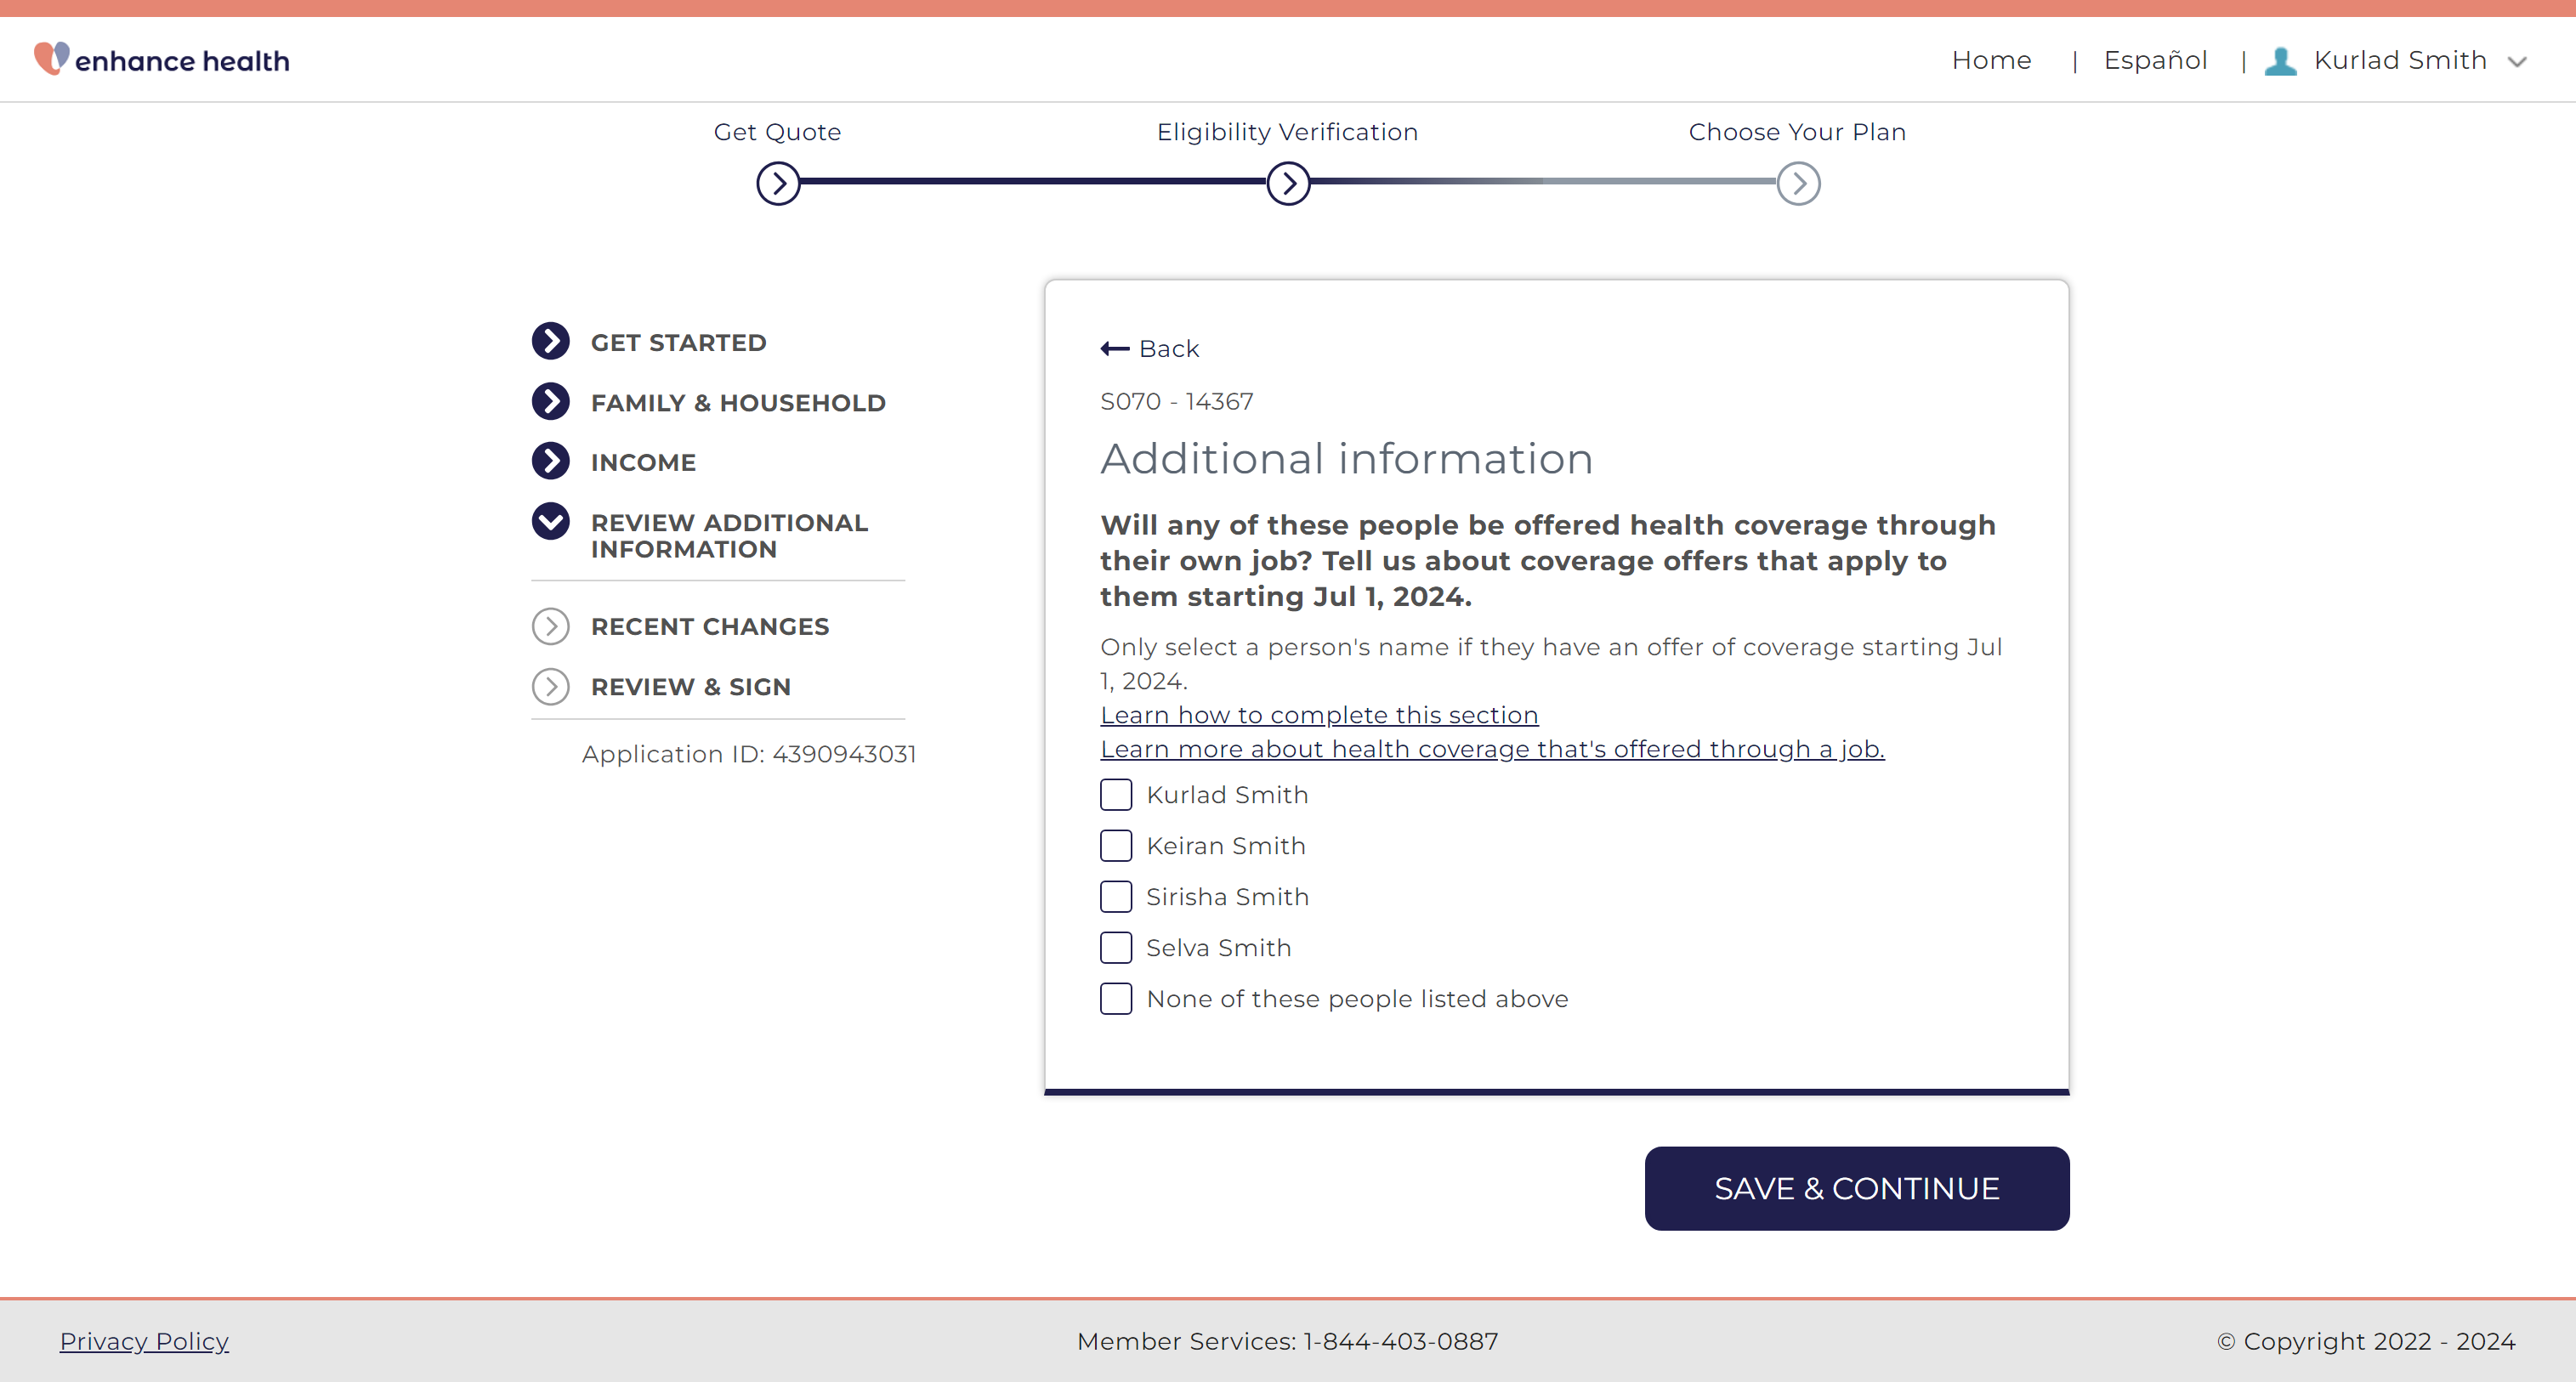 enhance health
Home | Español | Kurlad Smith
Get Quote
Eligibility Verification
Choose Your Plan
GET STARTED
FAMILY & HOUSEHOLD
INCOME
REVIEW ADDITIONAL
INFORMATION
RECENT CHANGES
REVIEW & SIGN
Application ID: 4390943031
Back
S070 - 14367
Additional information
Will any of these people be offered health coverage through
their own job? Tell us about coverage offers that apply to
them starting Jul 1, 2024.
Only select a person's name if they have an offer of coverage starting Jul
1, 2024.
Learn how to complete this section
Learn more about health coverage that's offered through a job.
Kurlad Smith
Keiran Smith
Sirisha Smith
Selva Smith
None of these people listed above
SAVE & CONTINUE
Privacy Policy
Member Services: 1-844-403-0887
© Copyright 2022 - 2024